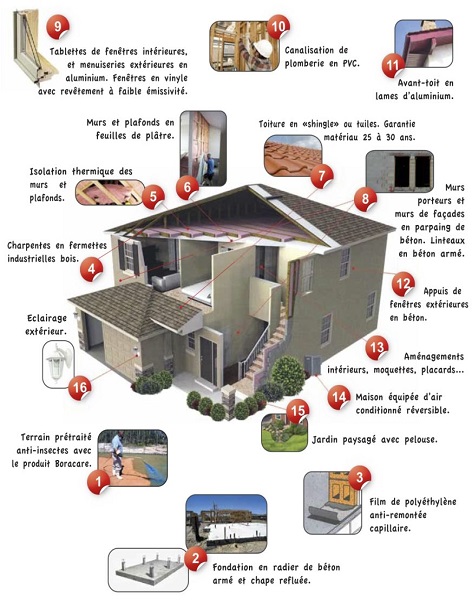 9
Tablettes de fenêtres intérieures,
et menuiseries extérieures en
aluminium. Fenêtres en vinyle
avec revêtement à faible émissivité.
10
Canalisation de
plomberie en PVC.
11
Avant-toit en
lames d'aluminium.
Murs et plafonds en
feuilles de plâtre.
6
Toiture en «shingle» ou tuiles. Garantie
matériau 25 à 30 ans.
7
Isolation thermique des
murs et
plafonds.
5
8
Murs
porteurs et
murs de façades
en parpaing de
béton. Linteaux
en béton armé.
Charpentes en fermettes
industrielles bois.
4
12
Appuis de
fenêtres extérieures
en béton.
Eclairage
extérieur.
16
13
Aménagements
intérieurs, moquettes, placards...
14
Maison équipée d'air
conditionné réversible.
15
Jardin paysagé avec pelouse.
Terrain prétraité
anti-insectes avec
le produit Boracare.
1
3
Film de polyéthylène
anti-remontée
capillaire.
2
Fondation en radier de béton
armé et chape refluée.